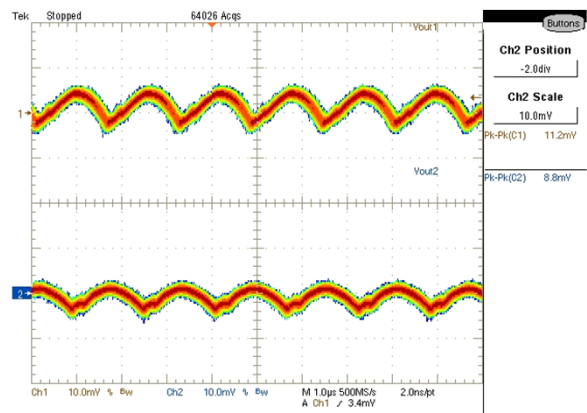 Tek Stopped 64026 Acqs
Buttons
Vout1
Ch2 Position
-2.0div
Ch2 Scale
10.0mV
1
Pk-Pk(C1) 11.2mV
Vout2
Pk-Pk(C2) 8.8mV
2
Ch1 10.0mV % Bw Ch2 10.0mV % Bw M 1.0µs 500MS/s 2.0ns/pt
A Ch1 ∕ 3.4mV